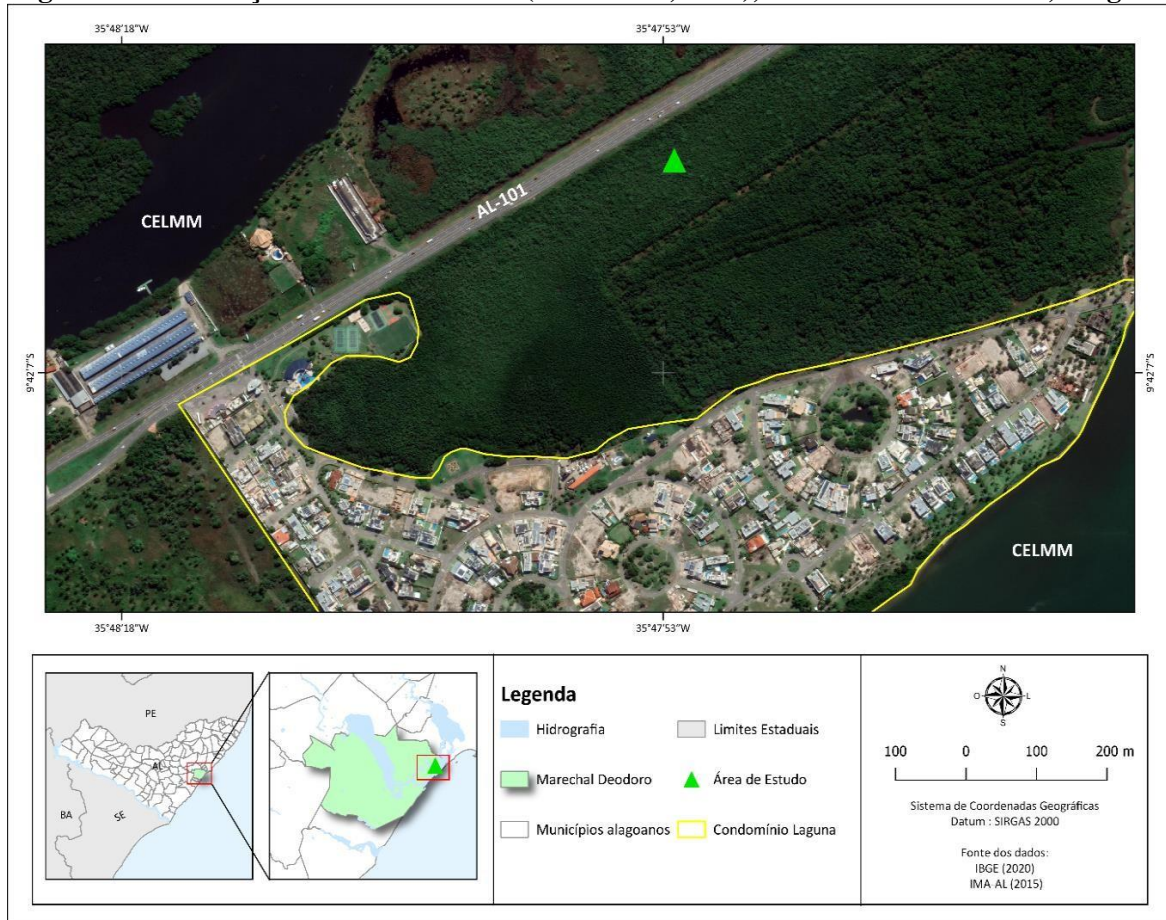 35°48'18"W
35°47'53"W
CELMM
AL-101
9°42'7"S
9°42'7"S
CELMM
35°48'18"W
35°47'53"W
PE
AL
BA
SE
Legenda
Hidrografia
Limites Estaduais
Marechal Deodoro
Área de Estudo
Municípios alagoanos
Condomínio Laguna
N
O
L
S
100 0 100 200 m
Sistema de Coordenadas Geográficas
Datum : SIRGAS 2000
Fonte dos dados:
IBGE (2020)
IMA-AL (2015)